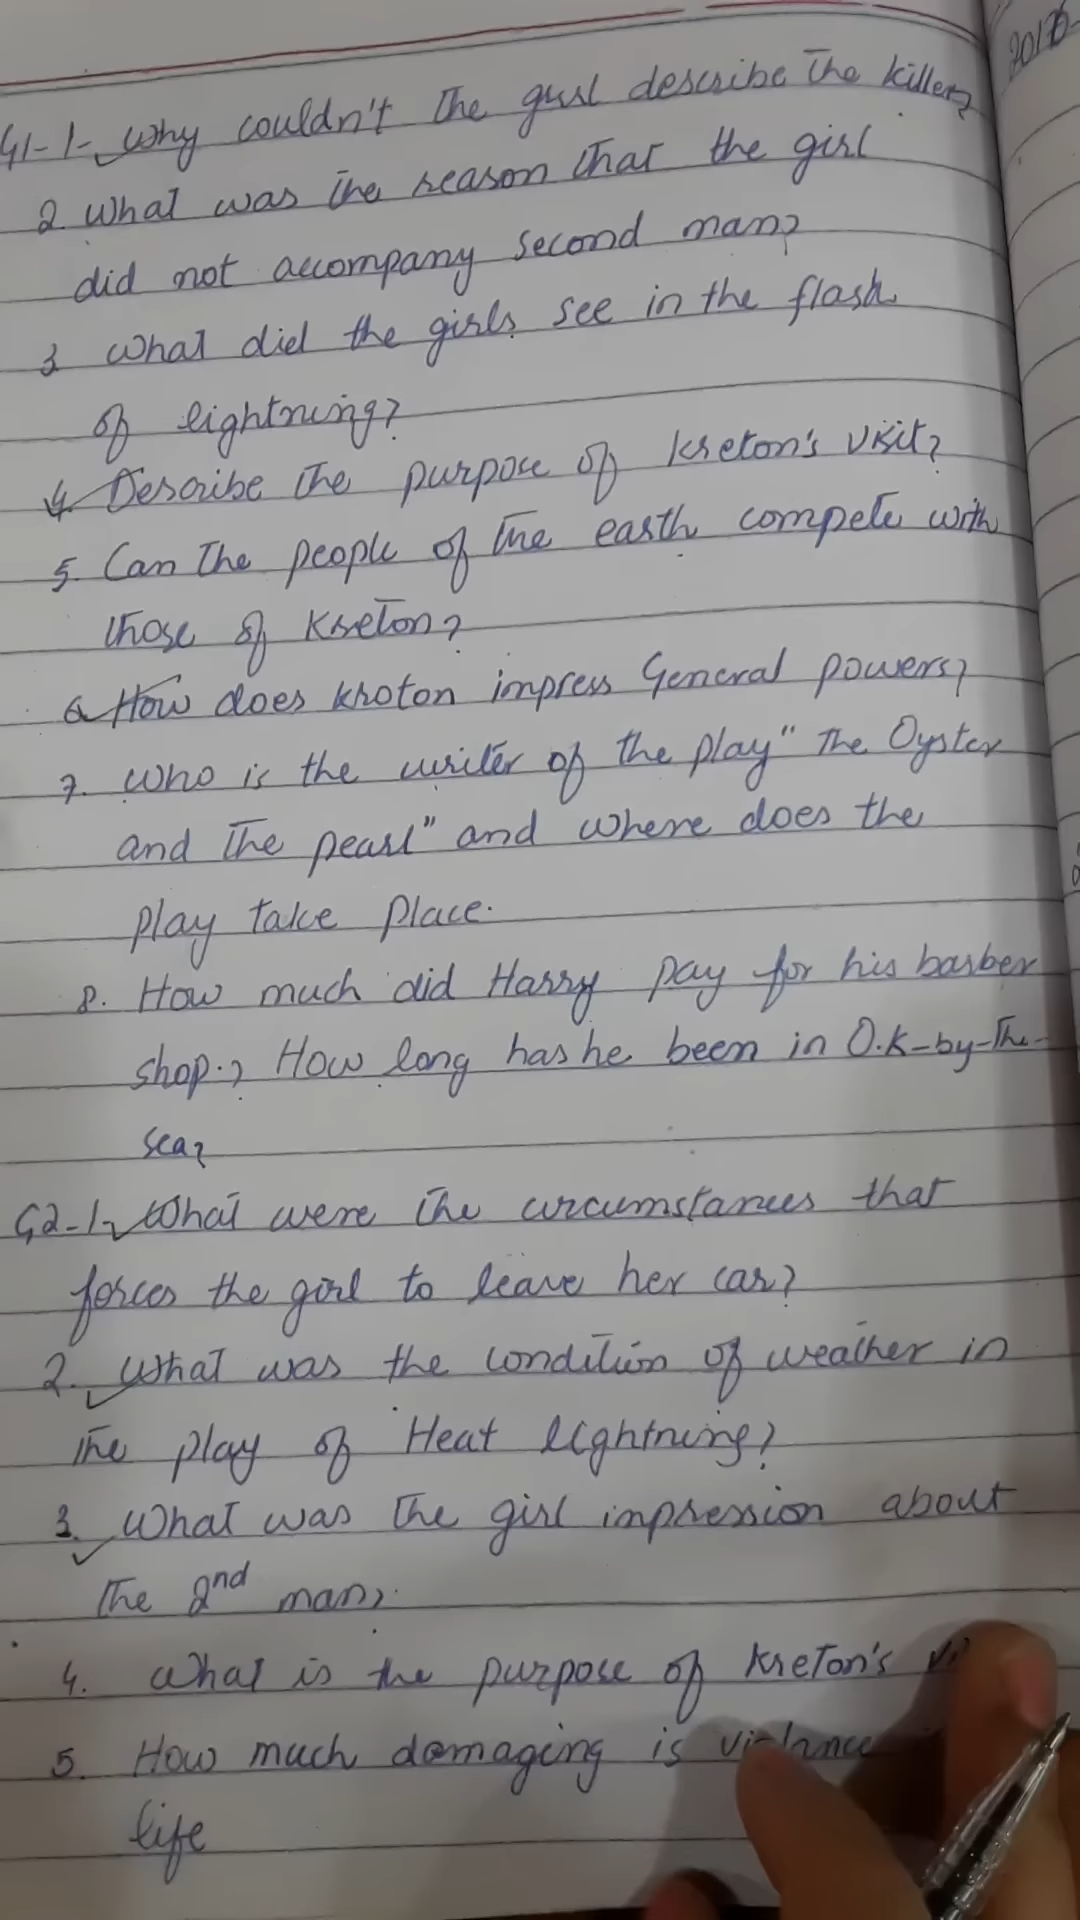 G1-1- Why couldn't the gurl describe the killer?
2 What was the reason that the girl
did not accompany second man?
3 What did the girls see in the flash
of lightning?
4. Describe the purpose of Kreton's visit?
5. Can the people of the earth compete with
those of Kreton?
6 How does kroton impress General powers?
7. Who is the writer of the play" The Oyster
and the pearl" and where does the
play take place.
8. How much did Harry pay for his barber
shop.? How long has he been in O.K-by-The-
sea?
G2-1. What were the circumstances that
forces the girl to leave her car?
2. What was the condition of weather in
the play of Heat lightning?
3. What was the girl impression about
the 2nd man?
4. What is the purpose of Kreton's
5. How much damaging is violance
life